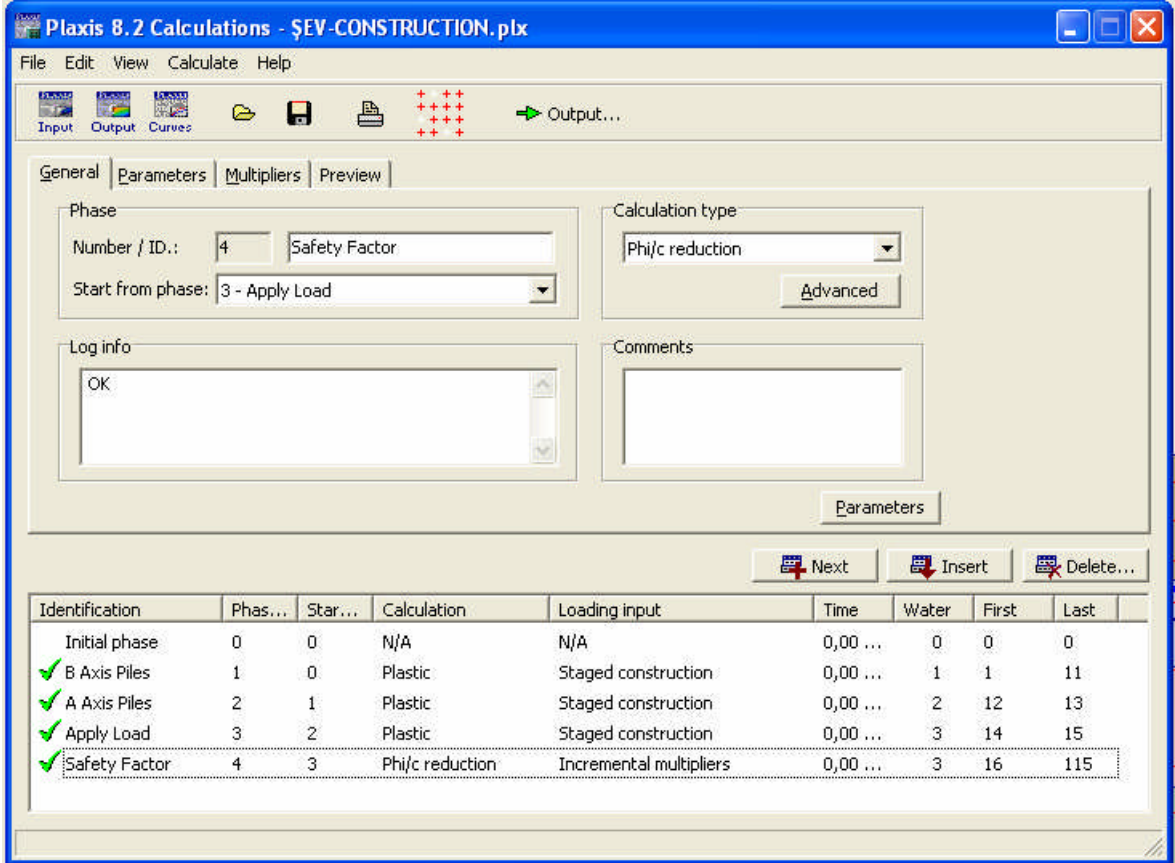 Plaxis 8.2 Calculations - ŞEV-CONSTRUCTION.plx
File Edit View Calculate Help
Input Output Curves Output...
General Parameters Multipliers Preview
Phase
Number / ID.: 4 Safety Factor
Start from phase: 3 - Apply Load
Calculation type
Phi/c reduction
Advanced
Log info
OK
Comments
Parameters
Next Insert Delete...
Identification Phas... Star... Calculation Loading input Time Water First Last
Initial phase 0 0 N/A N/A 0,00 ... 0 0 0
B Axis Piles 1 0 Plastic Staged construction 0,00 ... 1 1 11
A Axis Piles 2 1 Plastic Staged construction 0,00 ... 2 12 13
Apply Load 3 2 Plastic Staged construction 0,00 ... 3 14 15
Safety Factor 4 3 Phi/c reduction Incremental multipliers 0,00 ... 3 16 115